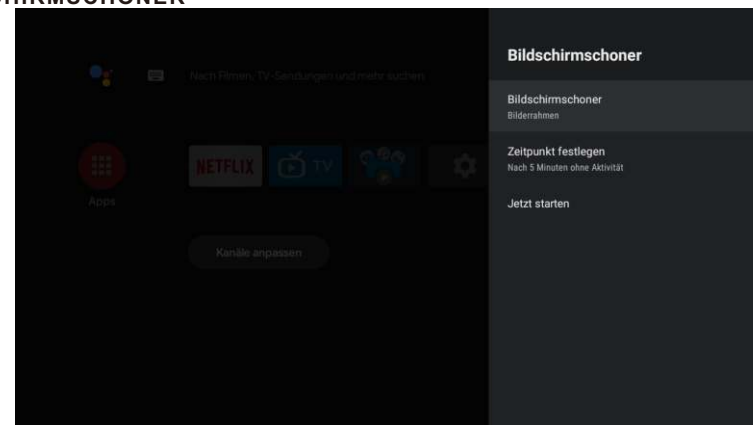 HIRMSCHONER
Bildschirmschoner
Nach Filmen, TV-Sendungen und mehr suchen
Bildschirmschoner
Bilderrahmen
Zeitpunkt festlegen
Nach 5 Minuten ohne Aktivität
NETFLIX
TV
Apps
Jetzt starten
Kanäle anpassen